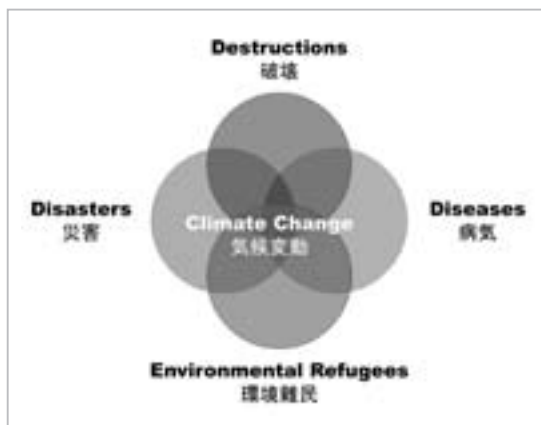 Destructions
破壊
Disasters
災害
Climate Change
気候変動
Diseases
病気
Environmental Refugees
環境難民